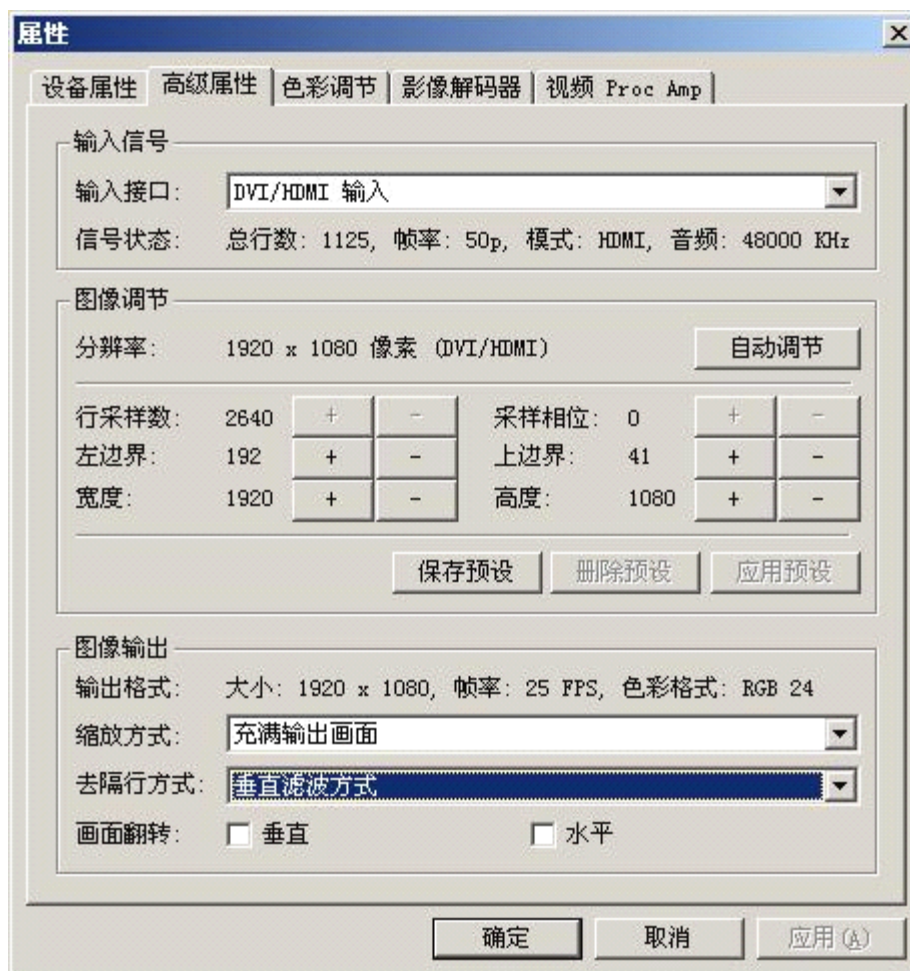 属性
设备属性 高级属性 色彩调节 影像解码器 视频 Proc Amp
输入信号
输入接口: DVI/HDMI 输入
信号状态: 总行数: 1125, 帧率: 50p, 模式: HDMI, 音频: 48000 KHz
图像调节
分辨率: 1920 x 1080 像素 (DVI/HDMI) 自动调节
行采样数: 2640 + - 采样相位: 0 + -
左边界: 192 + - 上边界: 41 + -
宽度: 1920 + - 高度: 1080 + -
保存预设 删除预设 应用预设
图像输出
输出格式: 大小: 1920 x 1080, 帧率: 25 FPS, 色彩格式: RGB 24
缩放方式: 充满输出画面
去隔行方式: 垂直滤波方式
画面翻转: 垂直 水平
确定 取消 应用(A)